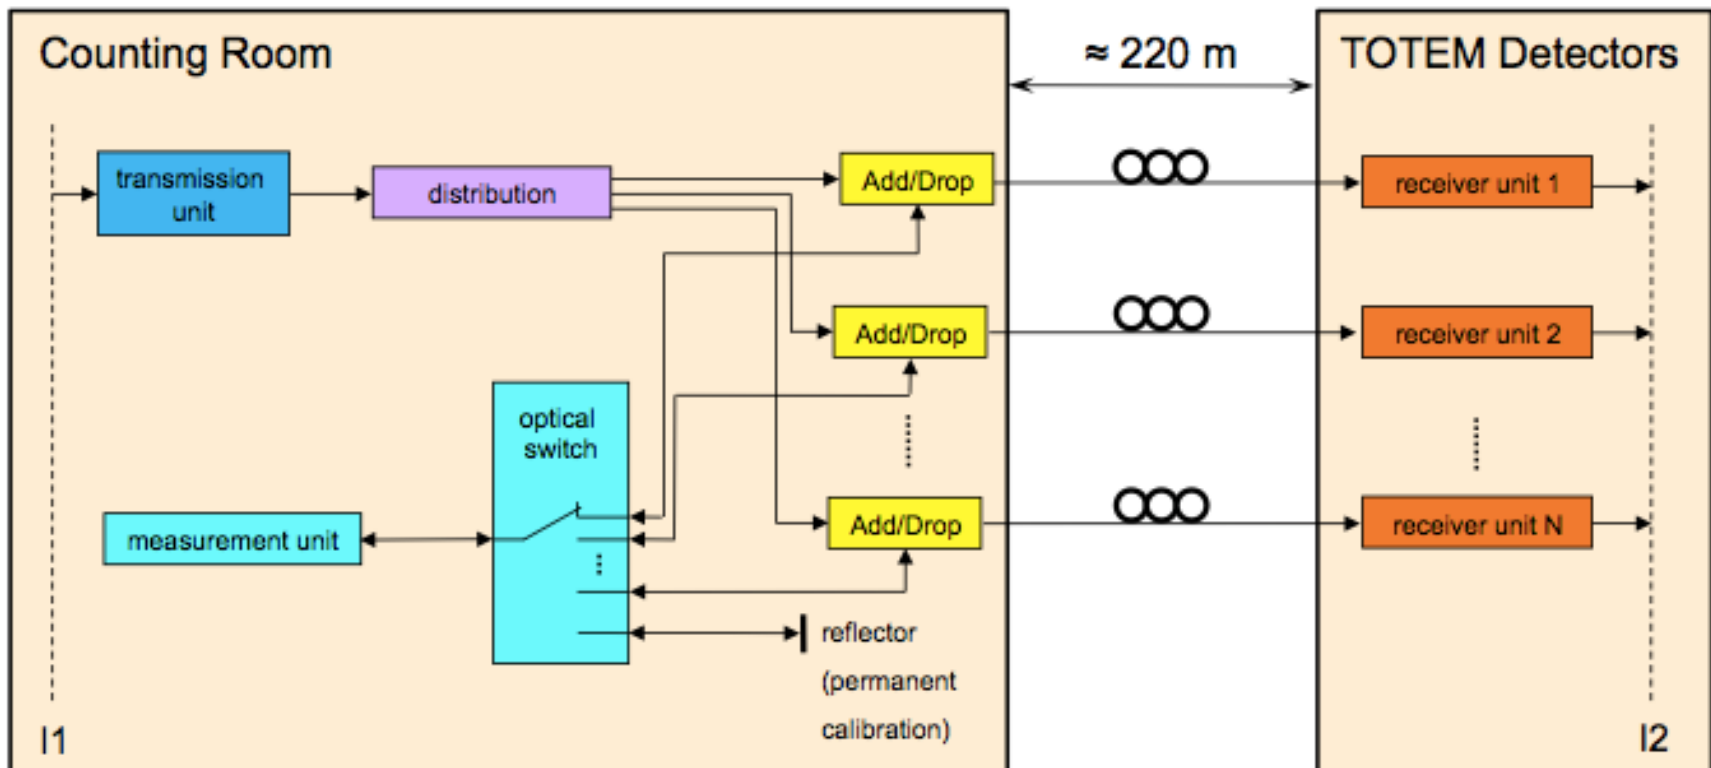 Counting Room
≈ 220 m
TOTEM Detectors
transmission
unit
distribution
Add/Drop
receiver unit 1
Add/Drop
receiver unit 2
optical
switch
measurement unit
Add/Drop
receiver unit N
reflector
(permanent
calibration)
I1
I2